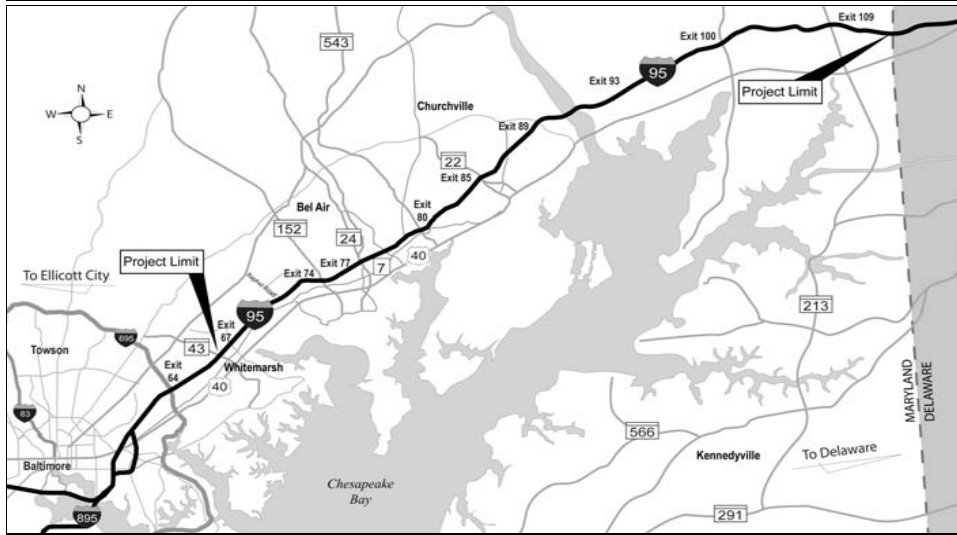 Exit 109
Exit 100
543
95
Exit 93
Project Limit
N
W E
S
Churchville
Exit 89
22
Exit 85
Bel Air
Exit
80
152
24
Project Limit
40
Exit 77
7
To Ellicott City
Exit 74
213
95
695
Exit
67
43
Towson
Whitemarsh
Exit
64
40
MARYLAND
DELAWARE
83
566
Baltimore
Kennedyville
To Delaware
Chesapeake
Bay
895
291